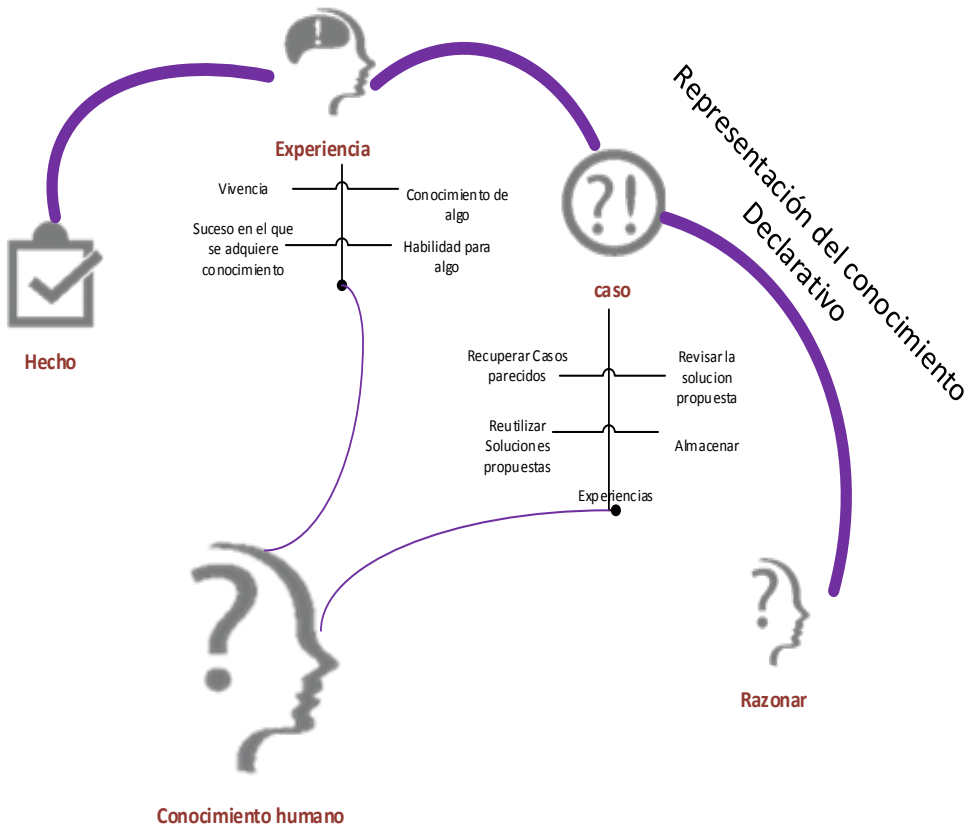 Experiencia
Vivencia
Conocimiento de
algo
Suceso en el que
se adquiere
conocimiento
Habilidad para
algo
Hecho
Representación del conocimiento
Declarativo
caso
Recuperar Casos
parecidos
Revisar la
solucion
propuesta
Reutilizar
Soluciones
propuestas
Almacenar
Experiencias
Razonar
Conocimiento humano